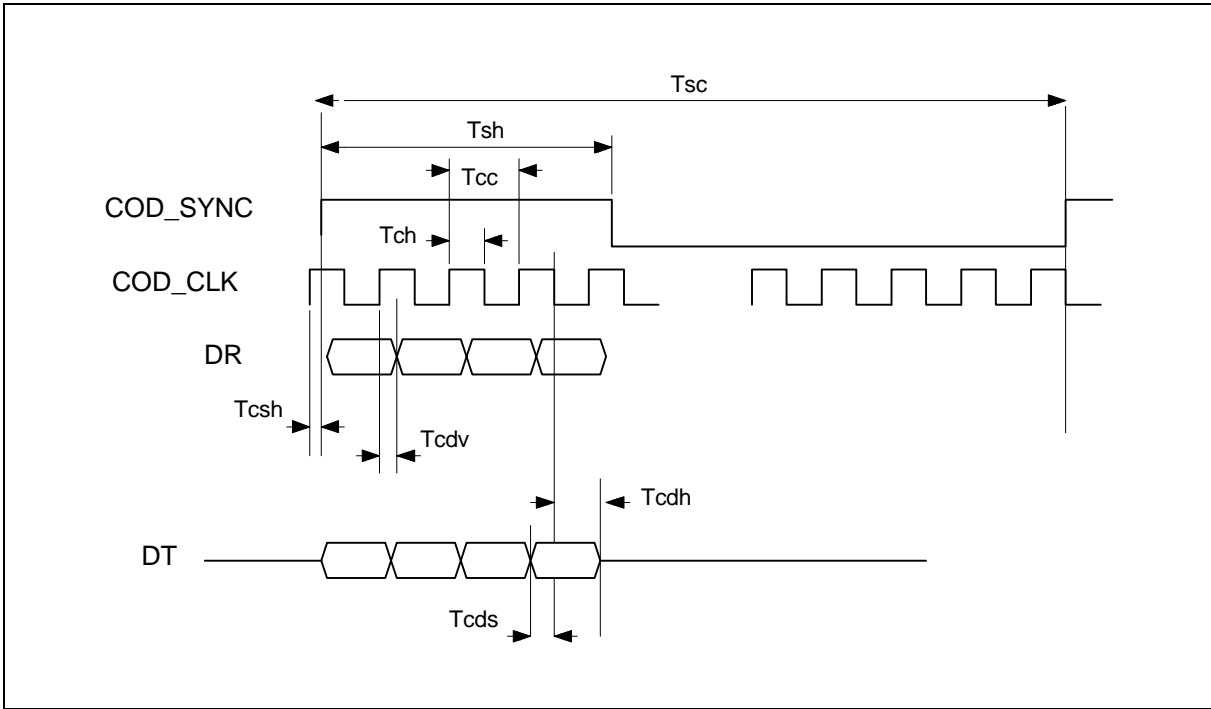 Tsc
Tsh
Tcc
COD_SYNC
Tch
COD_CLK
DR
Tcsh
Tcdv
Tcdh
DT
Tcds